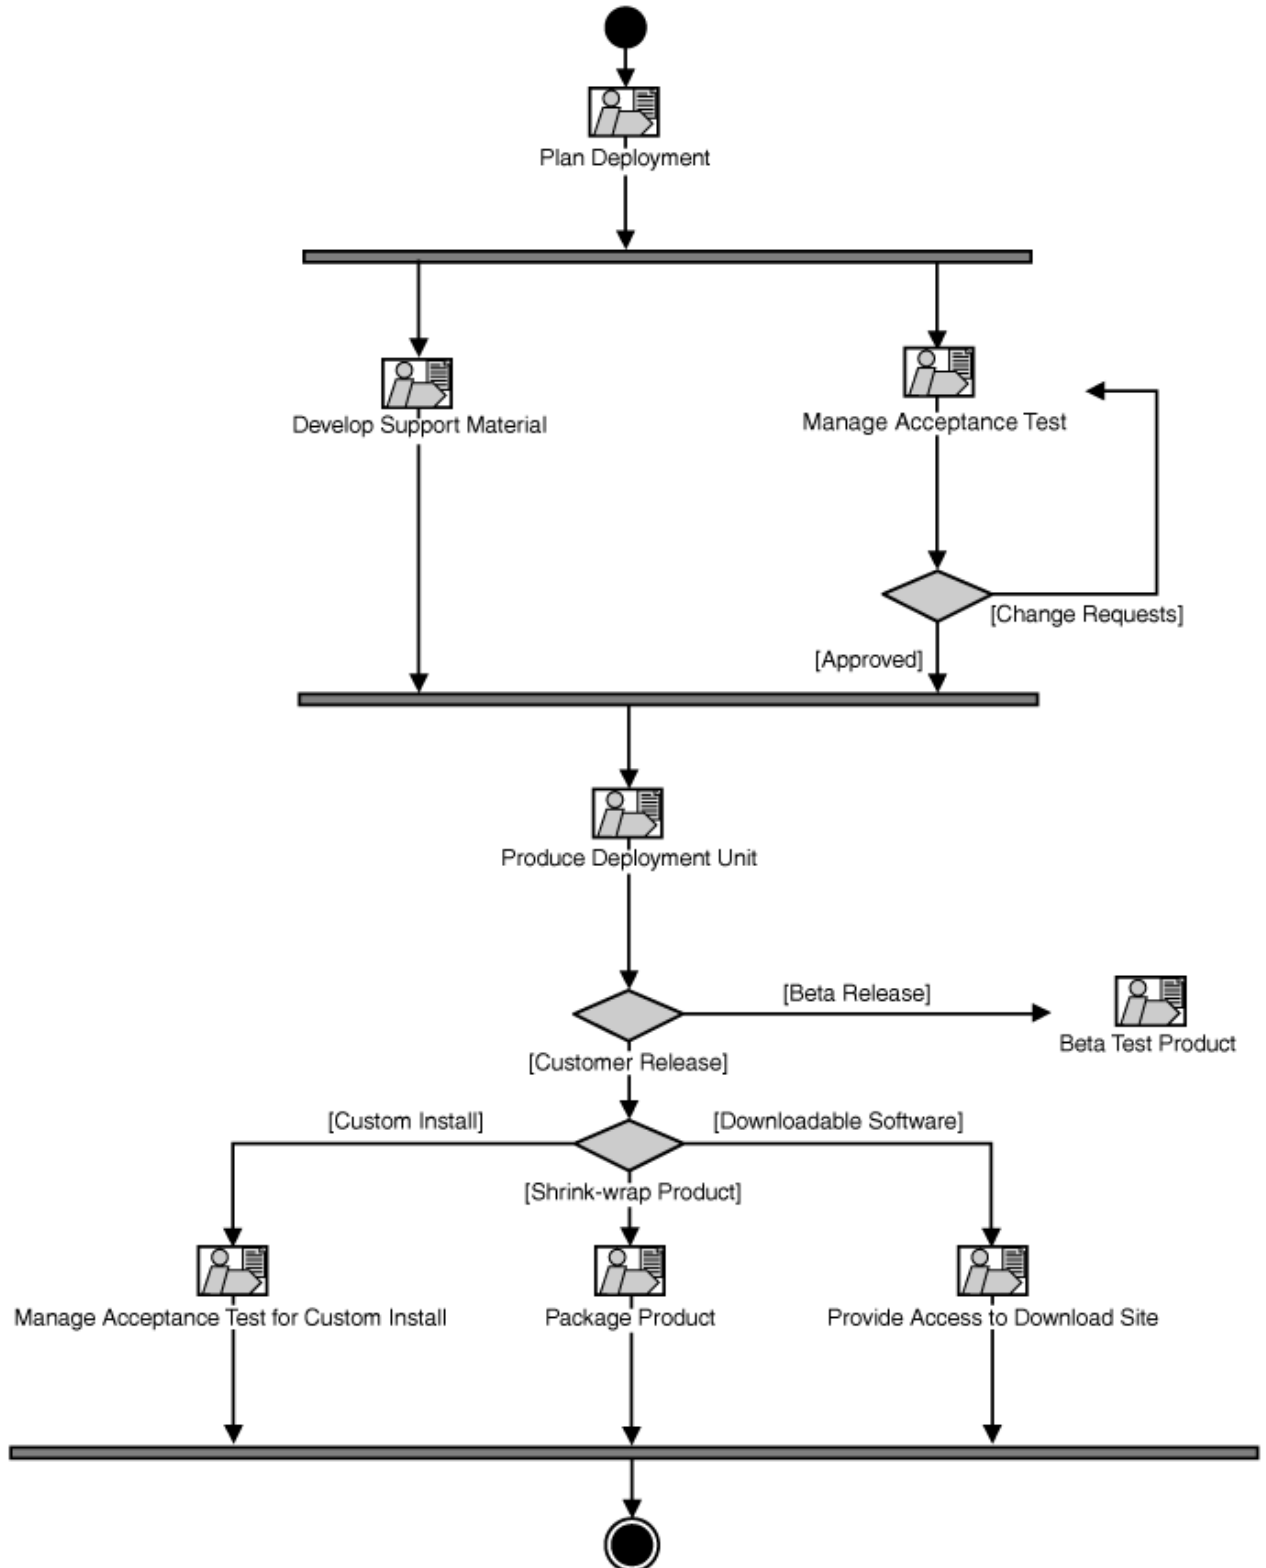 Plan Deployment
Develop Support Material
Manage Acceptance Test
[Change Requests]
[Approved]
Produce Deployment Unit
[Beta Release]
Beta Test Product
[Customer Release]
[Custom Install]
[Downloadable Software]
[Shrink-wrap Product]
Manage Acceptance Test for Custom Install
Package Product
Provide Access to Download Site